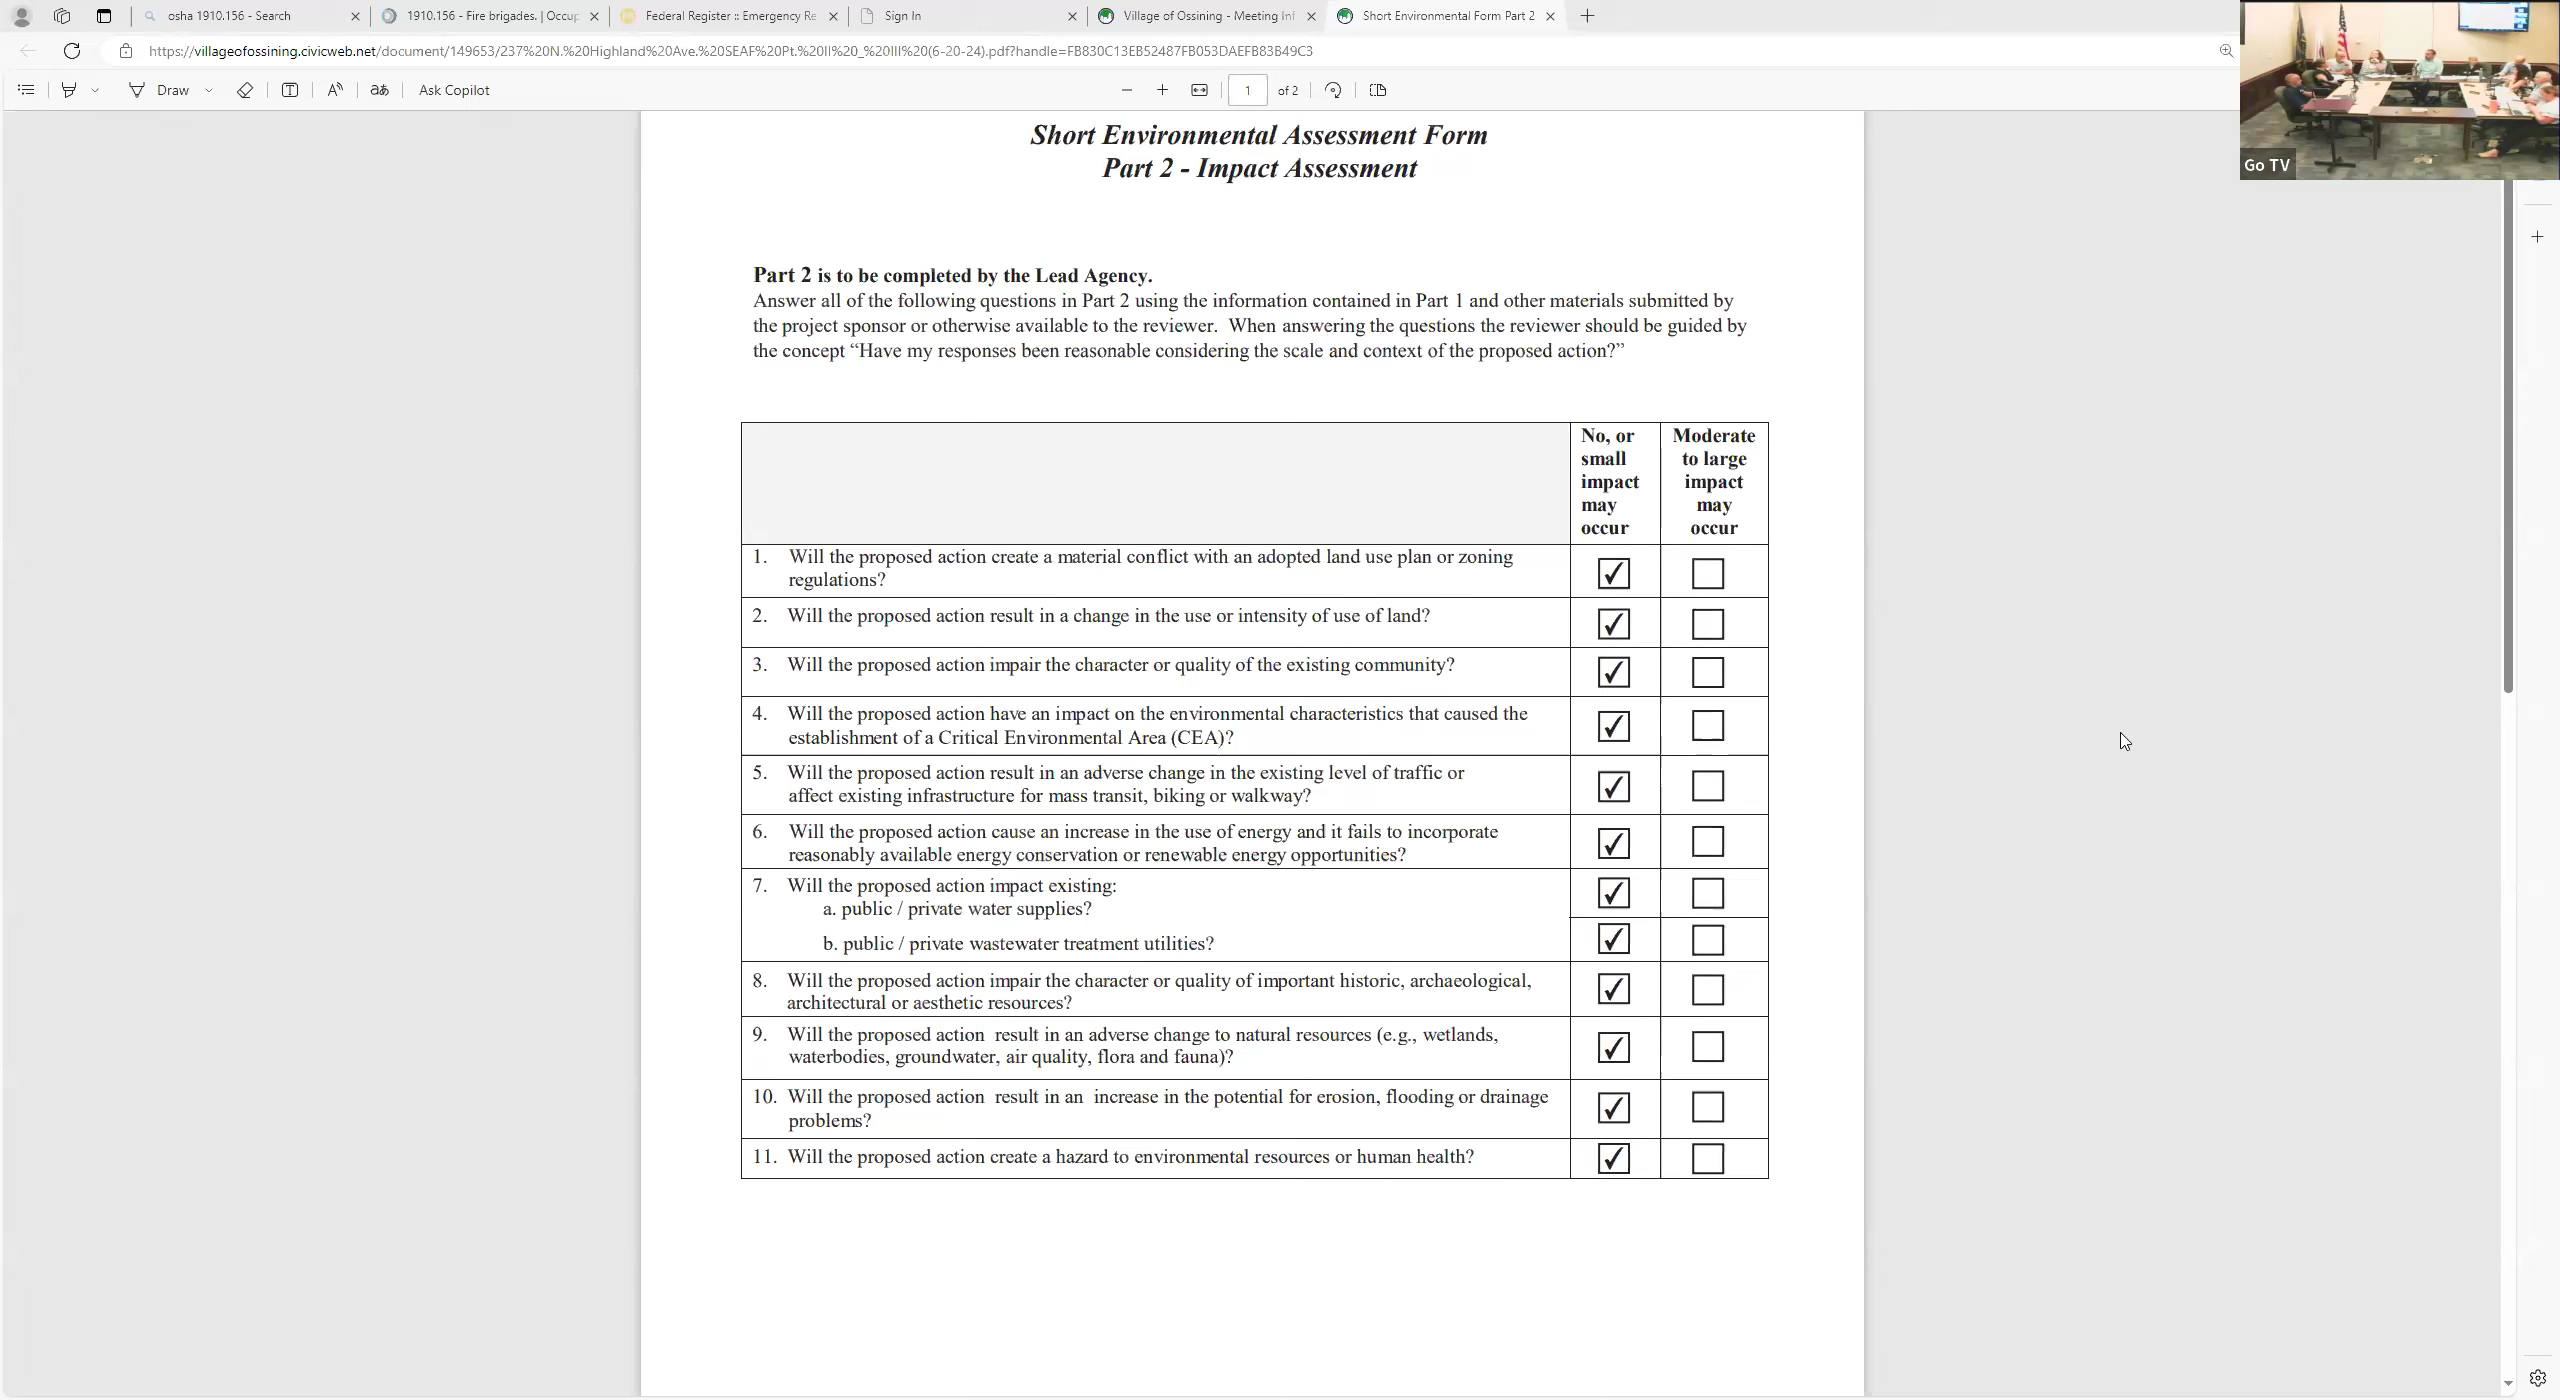 osha 1910.156 - Search
1910.156 - Fire brigades. | Occup
Federal Register :: Emergency Re
Sign In
Village of Ossining - Meeting Inf
Short Environmental Form Part 2
https://villageofossining.civicweb.net/document/149653/237%20N.%20Highland%20Ave.%20SEAF%20Pt.%20II%20_%20III%20(6-20-24).pdf?handle=FB830C13EB52487FB053DAEFB83B49C3
Draw
Ask Copilot
1 of 2
Go TV
Short Environmental Assessment Form
Part 2 - Impact Assessment
Part 2 is to be completed by the Lead Agency.
Answer all of the following questions in Part 2 using the information contained in Part 1 and other materials submitted by
the project sponsor or otherwise available to the reviewer. When answering the questions the reviewer should be guided by
the concept “Have my responses been reasonable considering the scale and context of the proposed action?”
No, or
small
impact
may
occur
Moderate
to large
impact
may
occur
1. Will the proposed action create a material conflict with an adopted land use plan or zoning
regulations?
2. Will the proposed action result in a change in the use or intensity of use of land?
3. Will the proposed action impair the character or quality of the existing community?
4. Will the proposed action have an impact on the environmental characteristics that caused the
establishment of a Critical Environmental Area (CEA)?
5. Will the proposed action result in an adverse change in the existing level of traffic or
affect existing infrastructure for mass transit, biking or walkway?
6. Will the proposed action cause an increase in the use of energy and it fails to incorporate
reasonably available energy conservation or renewable energy opportunities?
7. Will the proposed action impact existing:
a. public / private water supplies?
b. public / private wastewater treatment utilities?
8. Will the proposed action impair the character or quality of important historic, archaeological,
architectural or aesthetic resources?
9. Will the proposed action result in an adverse change to natural resources (e.g., wetlands,
waterbodies, groundwater, air quality, flora and fauna)?
10. Will the proposed action result in an increase in the potential for erosion, flooding or drainage
problems?
11. Will the proposed action create a hazard to environmental resources or human health?